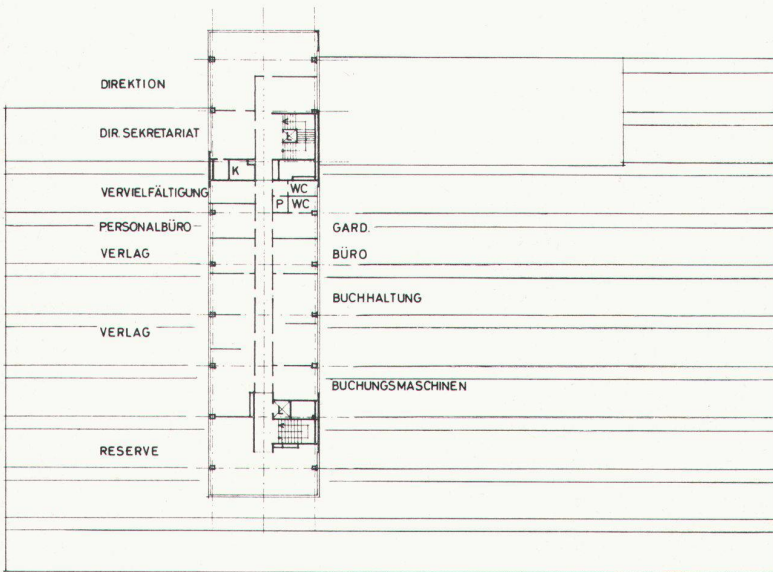 DIREKTION
DIR. SEKRETARIAT
Ł
K
VERVIELFÄLTIGUNG
WC
P WC
PERSONALBÜRO
GARD.
VERLAG
BÜRO
BUCHHALTUNG
VERLAG
BUCHUNGSMASCHINEN
Ł
RESERVE